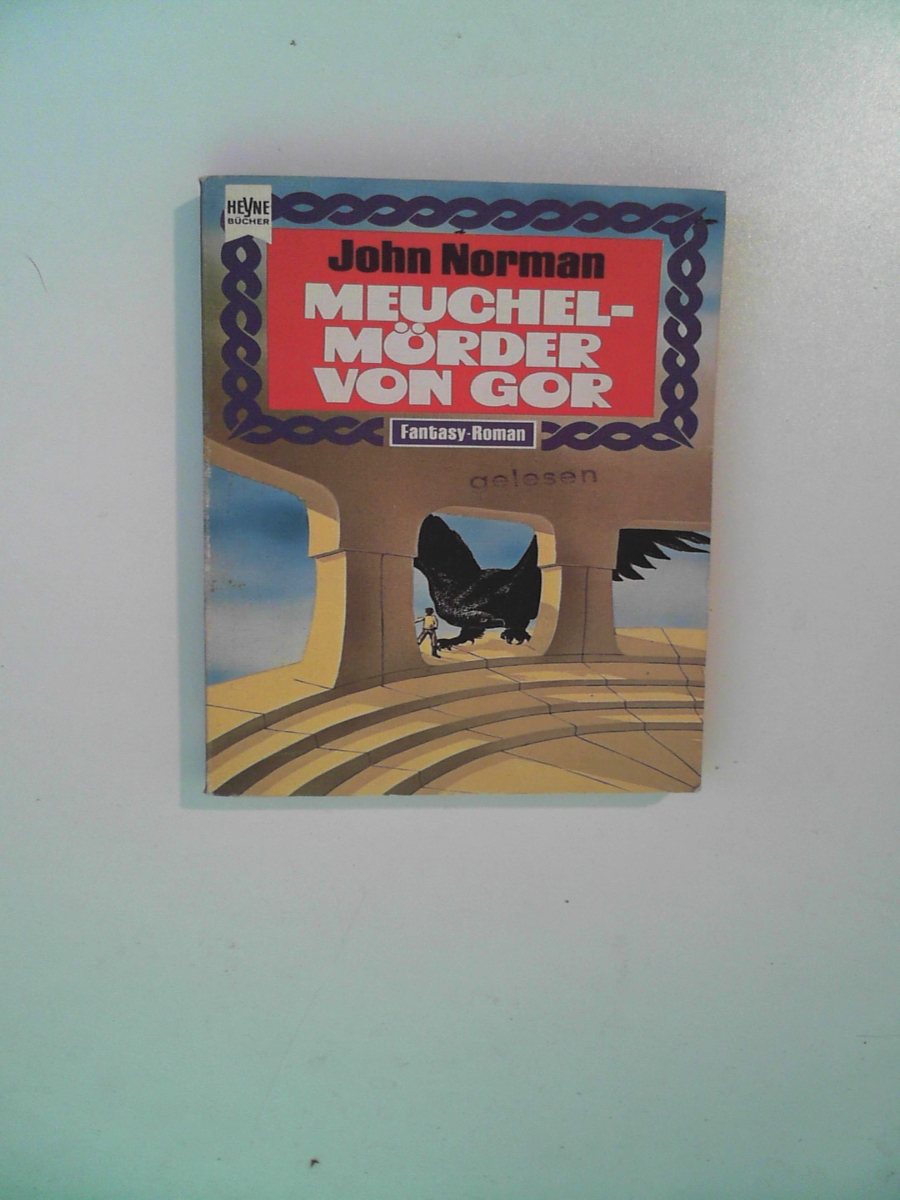 HEYNE
BÜCHER
John Norman
MEUCHEL-
MÖRDER
VON GOR
Fantasy-Roman
gelesen